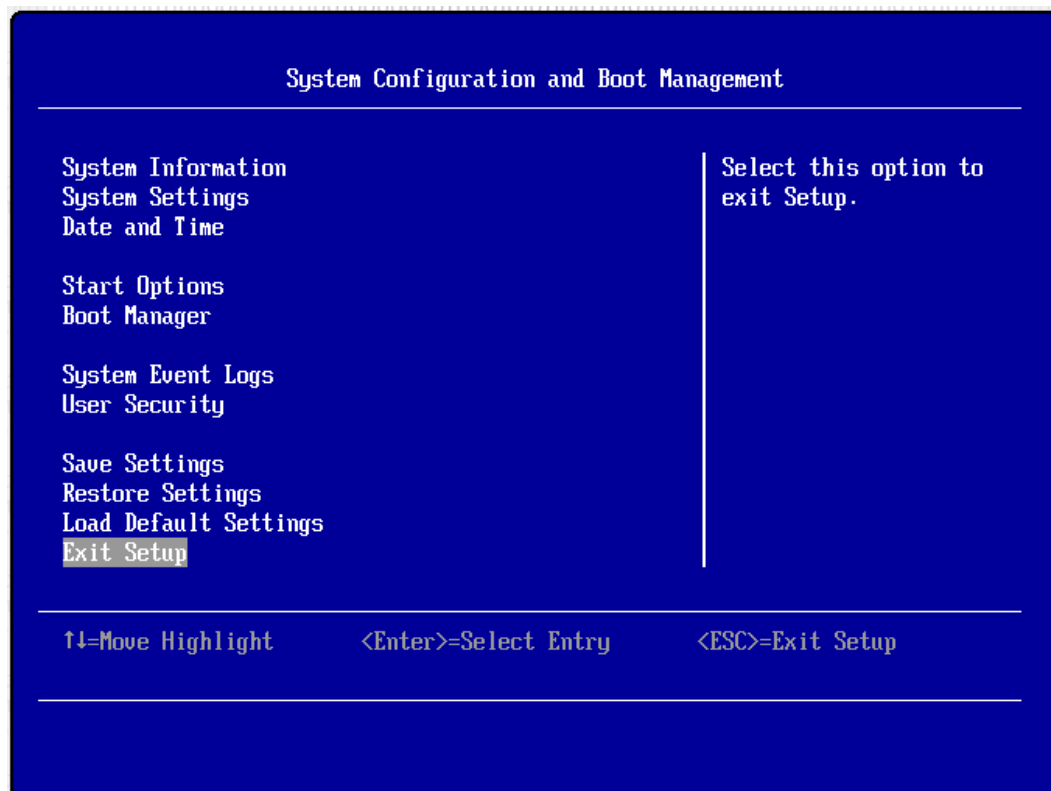 System Configuration and Boot Management
System Information
System Settings
Date and Time
Start Options
Boot Manager
System Event Logs
User Security
Save Settings
Restore Settings
Load Default Settings
Exit Setup
Select this option to
exit Setup.
↑↓=Move Highlight <Enter>=Select Entry <ESC>=Exit Setup